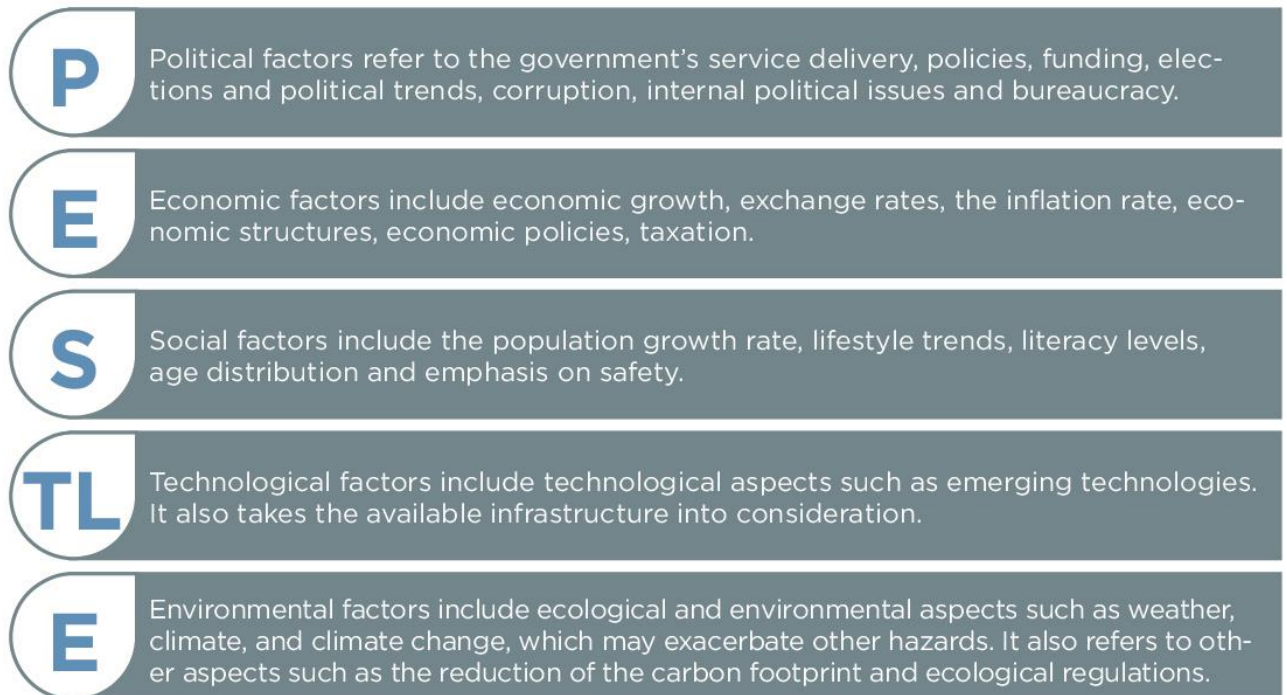 P
Political factors refer to the government’s service delivery, policies, funding, elec-
tions and political trends, corruption, internal political issues and bureaucracy.
E
Economic factors include economic growth, exchange rates, the inflation rate, eco-
nomic structures, economic policies, taxation.
S
Social factors include the population growth rate, lifestyle trends, literacy levels,
age distribution and emphasis on safety.
TL
Technological factors include technological aspects such as emerging technologies.
It also takes the available infrastructure into consideration.
E
Environmental factors include ecological and environmental aspects such as weather,
climate, and climate change, which may exacerbate other hazards. It also refers to oth-
er aspects such as the reduction of the carbon footprint and ecological regulations.